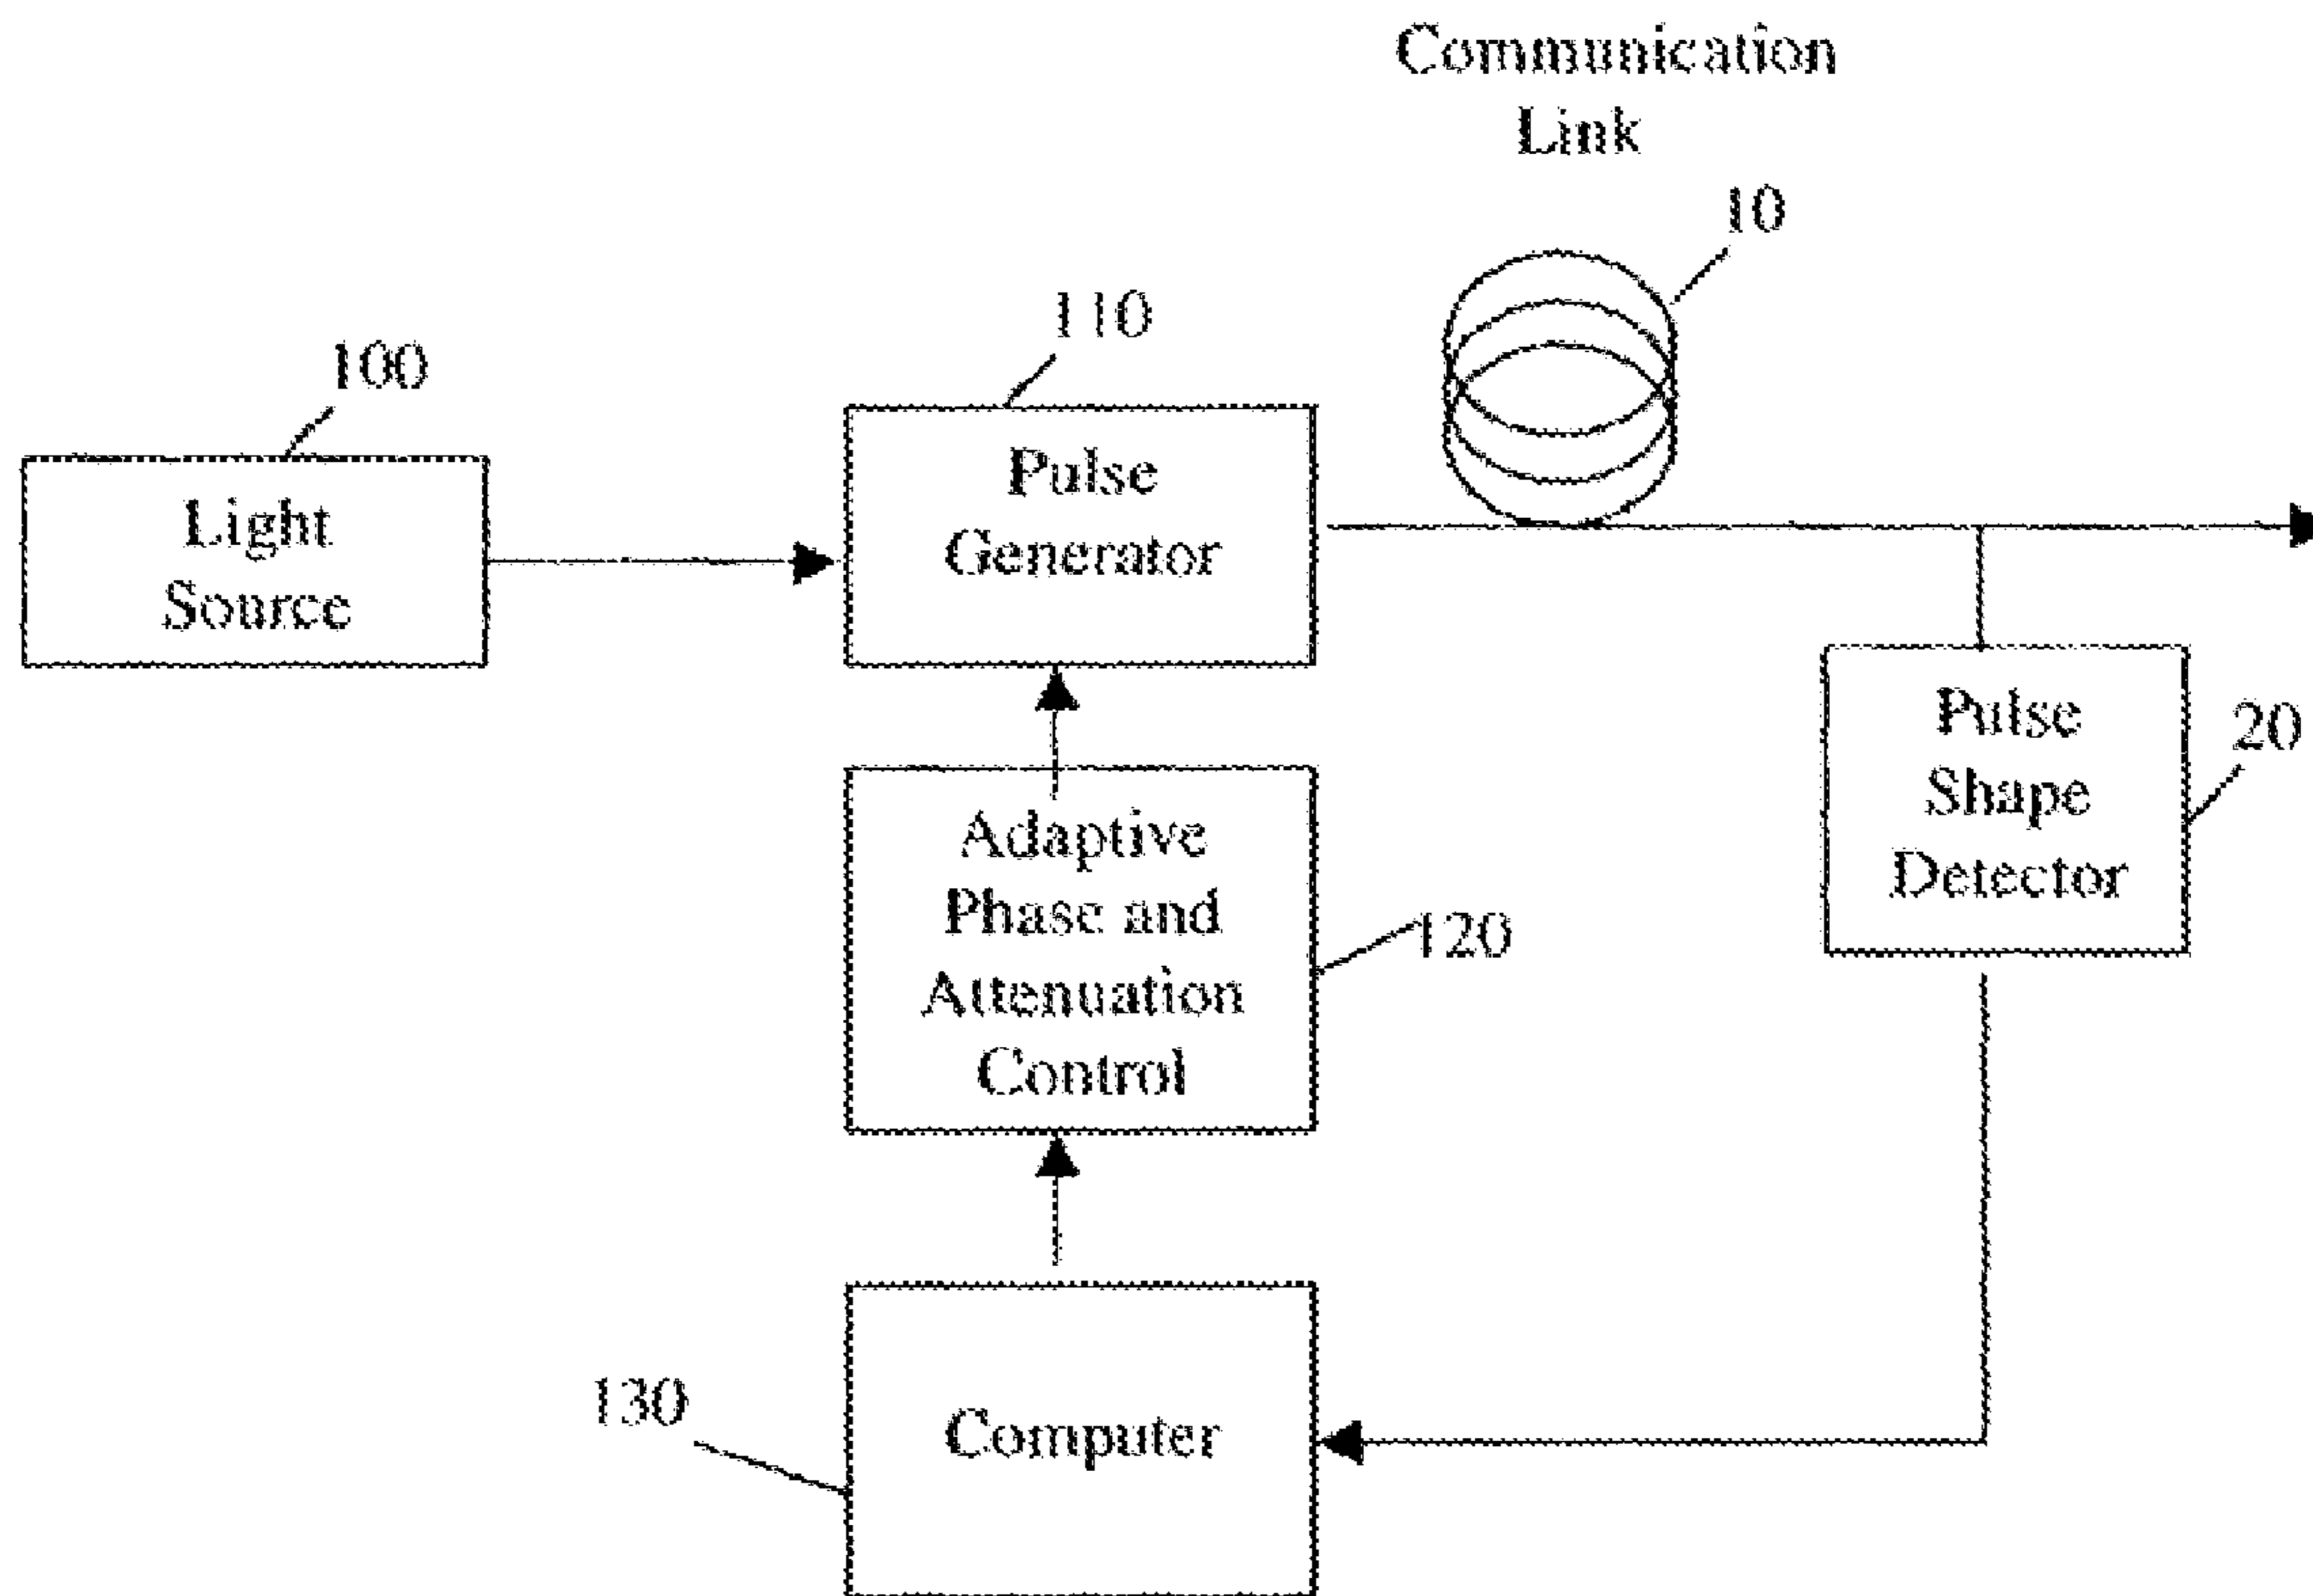 Communication
Link
10
110
100
Pulse
Generator
Light
Source
Pulse
Shape
Detector
20
Adaptive
Phase and
Attenuation
Control
120
130
Computer